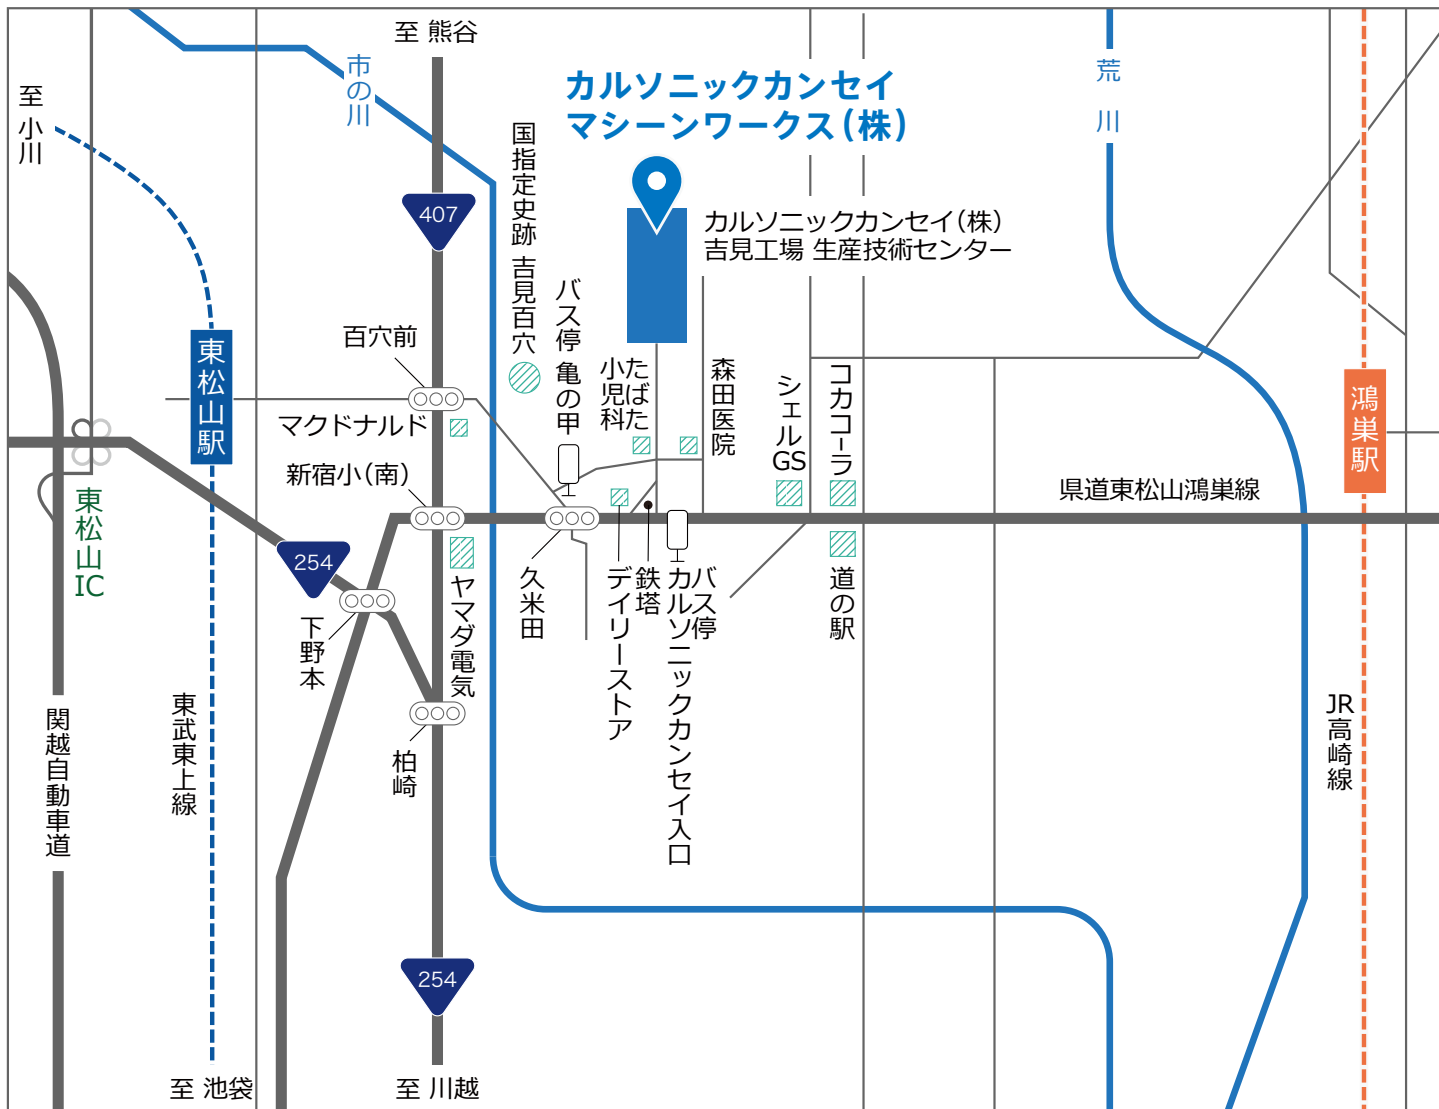 至 熊谷
市の川
至 小川
カルソニックカンセイ
マシーンワークス(株)
荒 川
407
国指定史跡 吉見百穴
カルソニックカンセイ(株)
吉見工場 生産技術センター
バス停 亀の甲
百穴前
東松山駅
たばた
小児科
森田医院
シェルGS
コカコーラ
鴻巣駅
マクドナルド
新宿小(南)
県道東松山鴻巣線
東松山IC
254
下野本
ヤマダ電気
久米田
デイリーストア
鉄塔
バス停
カルソニックカンセイ入口
道の駅
関越自動車道
東武東上線
柏崎
JR高崎線
254
至 池袋
至 川越